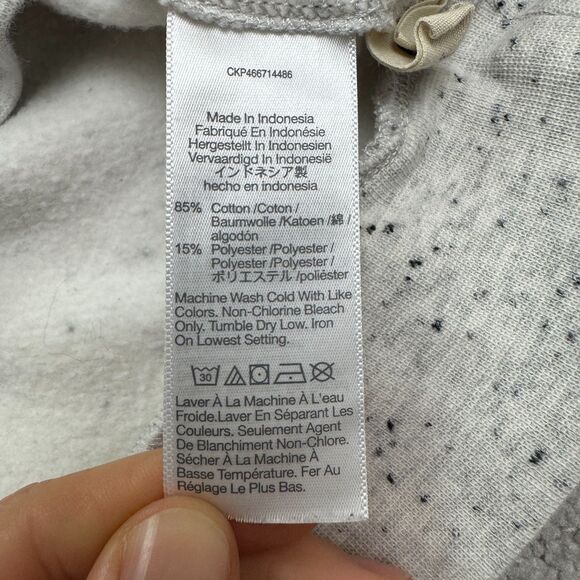 CKP466714486
Made In Indonesia
Fabriqué En Indonésie
Hergestellt In Indonesien
Vervaardigd In Indonesië
インドネシア製
hecho en indonesia
85% Cotton /Coton /
Baumwolle /Katoen /綿 /
algodón
15% Polyester /Polyester /
Polyester /Polyester /
ポリエステル /poliéster
Machine Wash Cold With Like
Colors. Non-Chlorine Bleach
Only. Tumble Dry Low. Iron
On Lowest Setting.
30
Laver À La Machine À L'eau
Froide.Laver En Séparant Les
Couleurs. Seulement Agent
De Blanchiment Non-Chlore.
Sécher À La Machine À
Basse Température. Fer Au
Réglage Le Plus Bas.